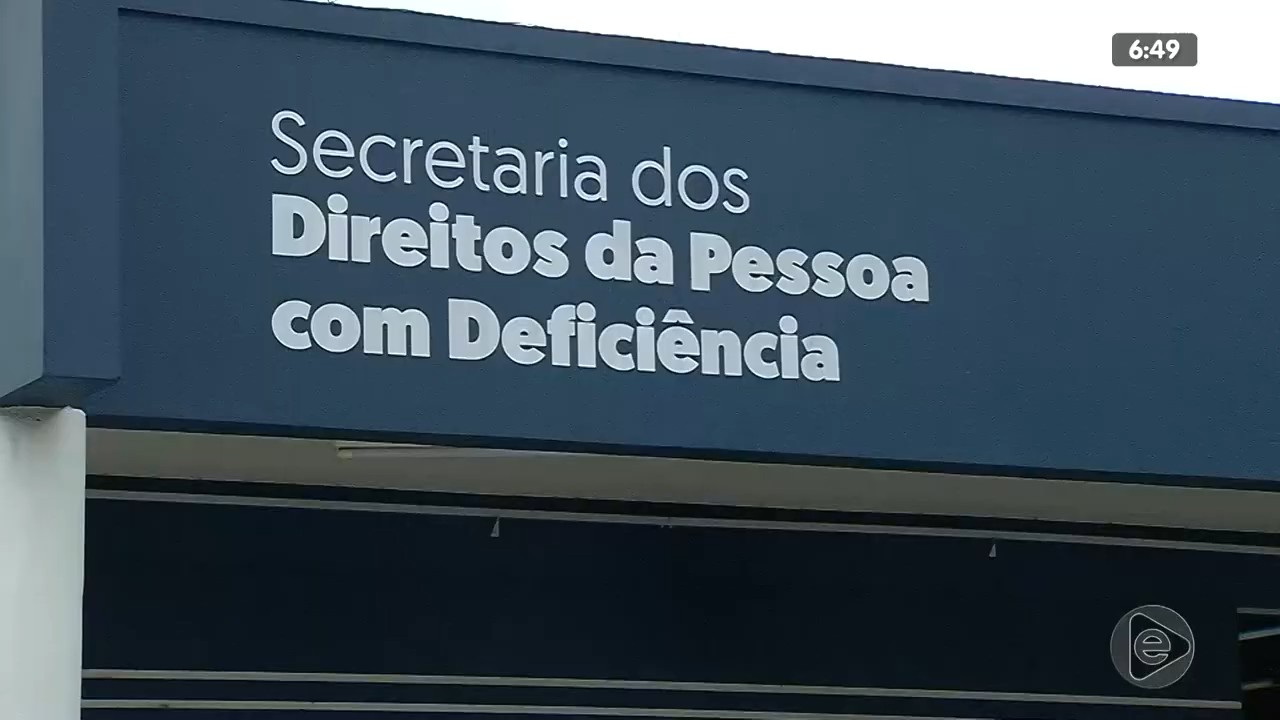 6:49
Secretaria dos
Direitos da Pessoa
com Deficiência
e